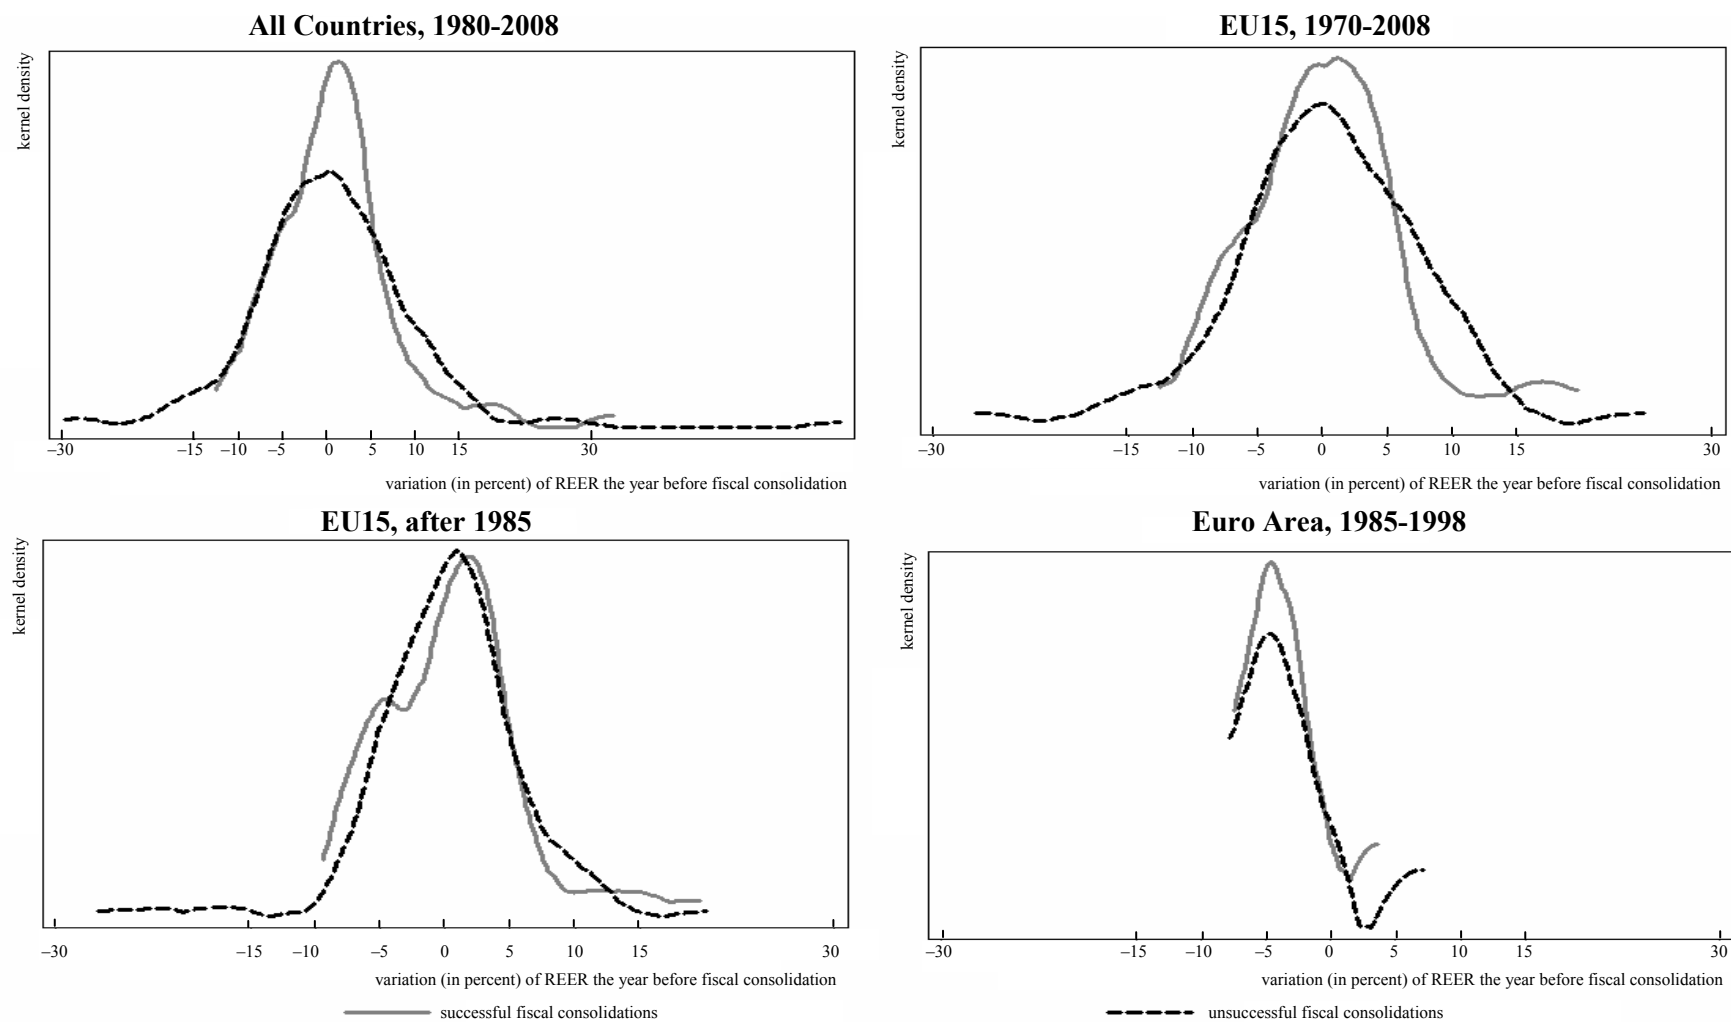 All Countries, 1980-2008
kernel density
–30 –15 –10 –5 0 5 10 15 30
variation (in percent) of REER the year before fiscal consolidation
EU15, 1970-2008
kernel density
–30 –15 –10 –5 0 5 10 15 30
variation (in percent) of REER the year before fiscal consolidation
EU15, after 1985
kernel density
–30 –15 –10 –5 0 5 10 15 30
variation (in percent) of REER the year before fiscal consolidation
Euro Area, 1985-1998
kernel density
–30 –15 –10 –5 0 5 10 15 30
variation (in percent) of REER the year before fiscal consolidation
successful fiscal consolidations
unsuccessful fiscal consolidations